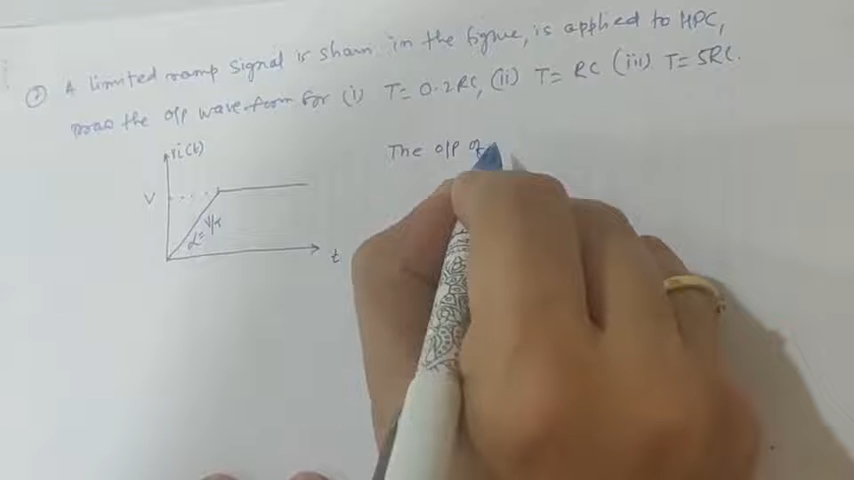 ② A limited ramp signal is shown in the figure, is applied to HPC,
Draw the o/p wave-form for (i) T= 0.2RC, (ii) T= RC (iii) T= 5RC.
Vi(t)
The o/p of
V
α= V/T
t